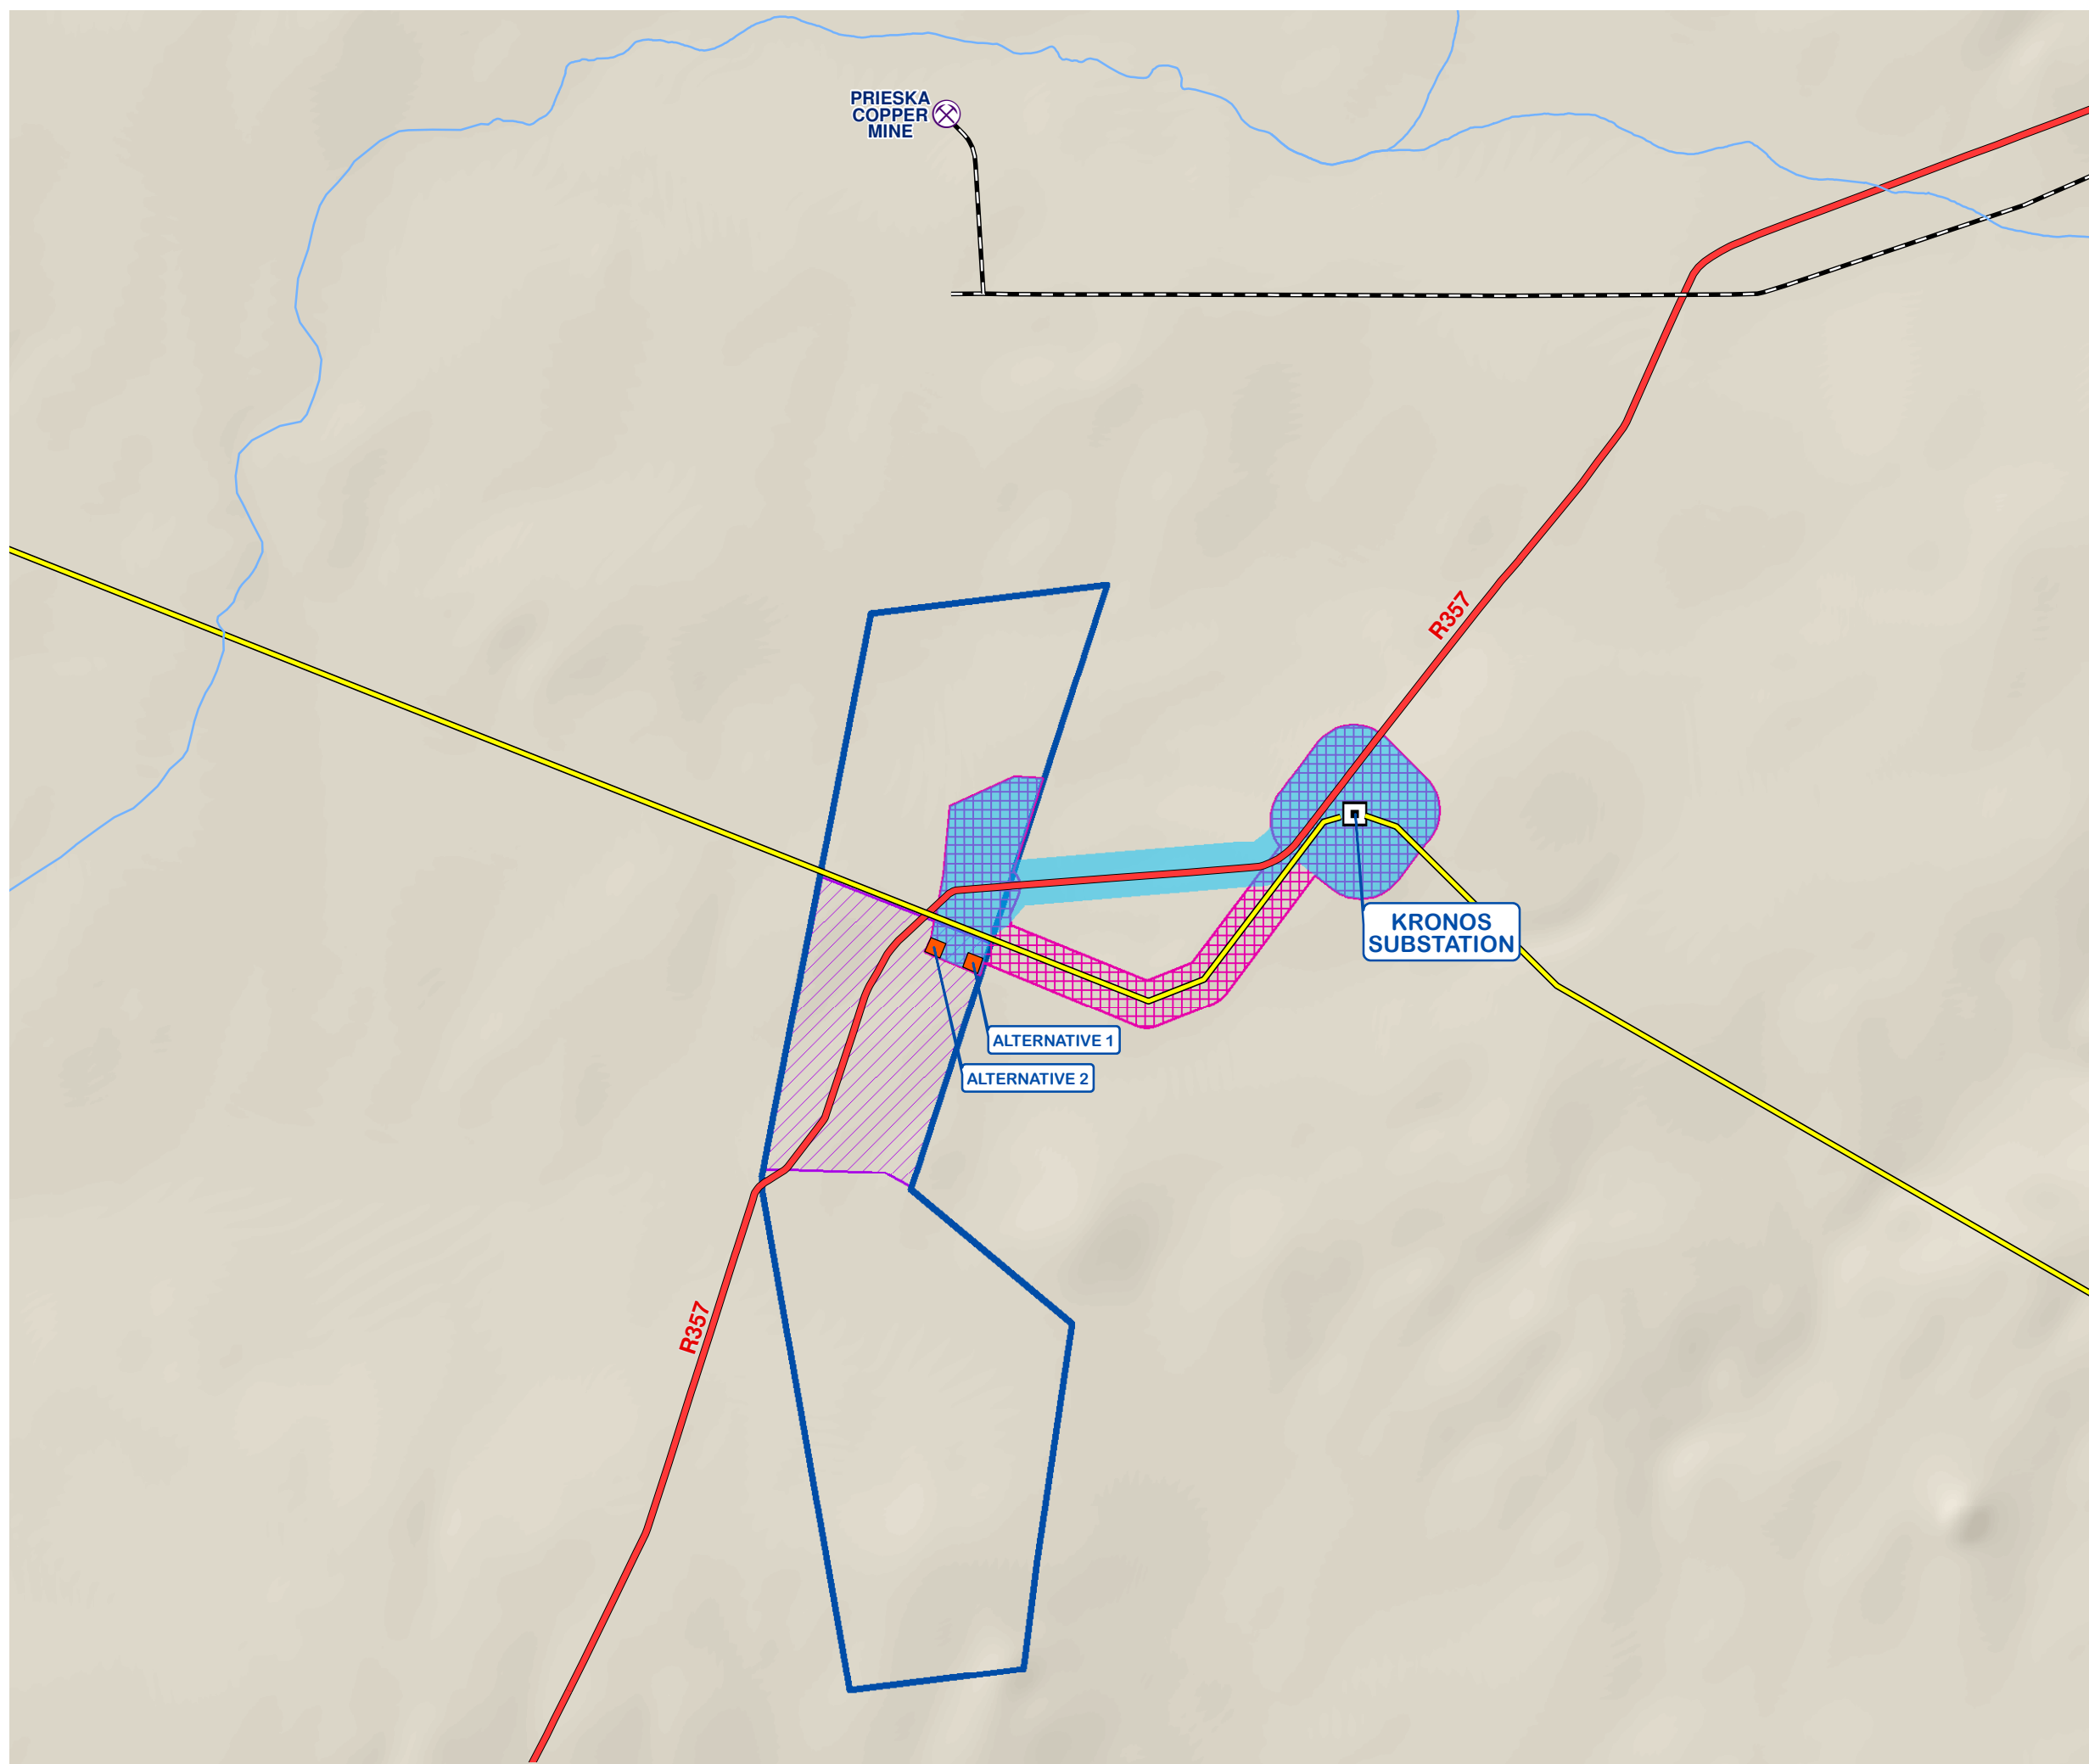 PRIESKA
COPPER
MINE
R357
KRONOS
SUBSTATION
ALTERNATIVE 1
ALTERNATIVE 2
R357